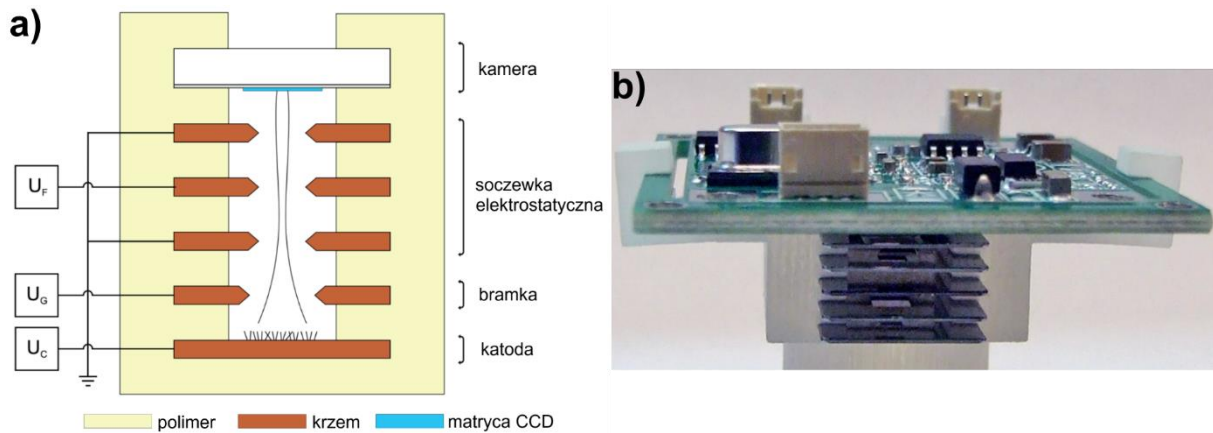 a)
kamera
soczewka
elektrostatyczna
U_F
U_G
bramka
U_C
katoda
polimer krzem matryca CCD
b)